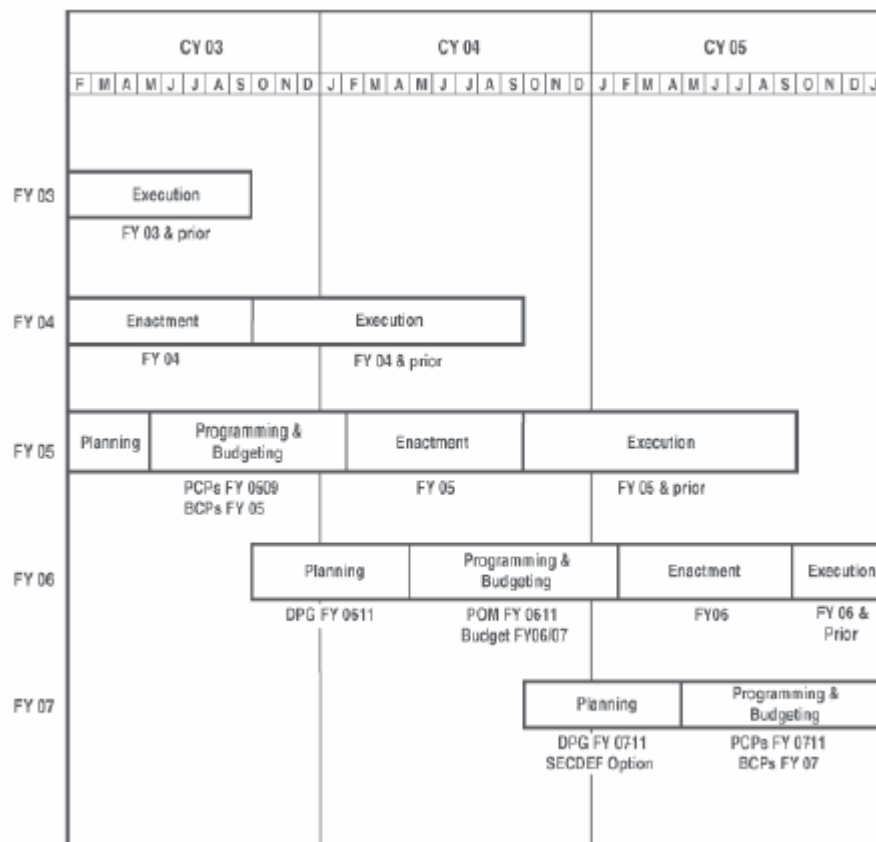 CY 03 CY 04 CY 05
F M A M J J A S O N D J F M A M J J A S O N D J F M A M J J A S O N D J
FY 03 Execution
FY 03 & prior
FY 04 Enactment Execution
FY 04 FY 04 & prior
FY 05 Planning Programming &
Budgeting Enactment Execution
PCPs FY 0509 FY 05 FY 05 & prior
BCPs FY 05
FY 06 Planning Programming &
Budgeting Enactment Execution
DPG FY 0611 POM FY 0611 FY06 FY 06 &
Budget FY06/07 Prior
FY 07 Planning Programming &
Budgeting
DPG FY 0711 PCPs FY 0711
SECDEF Option BCPs FY 07